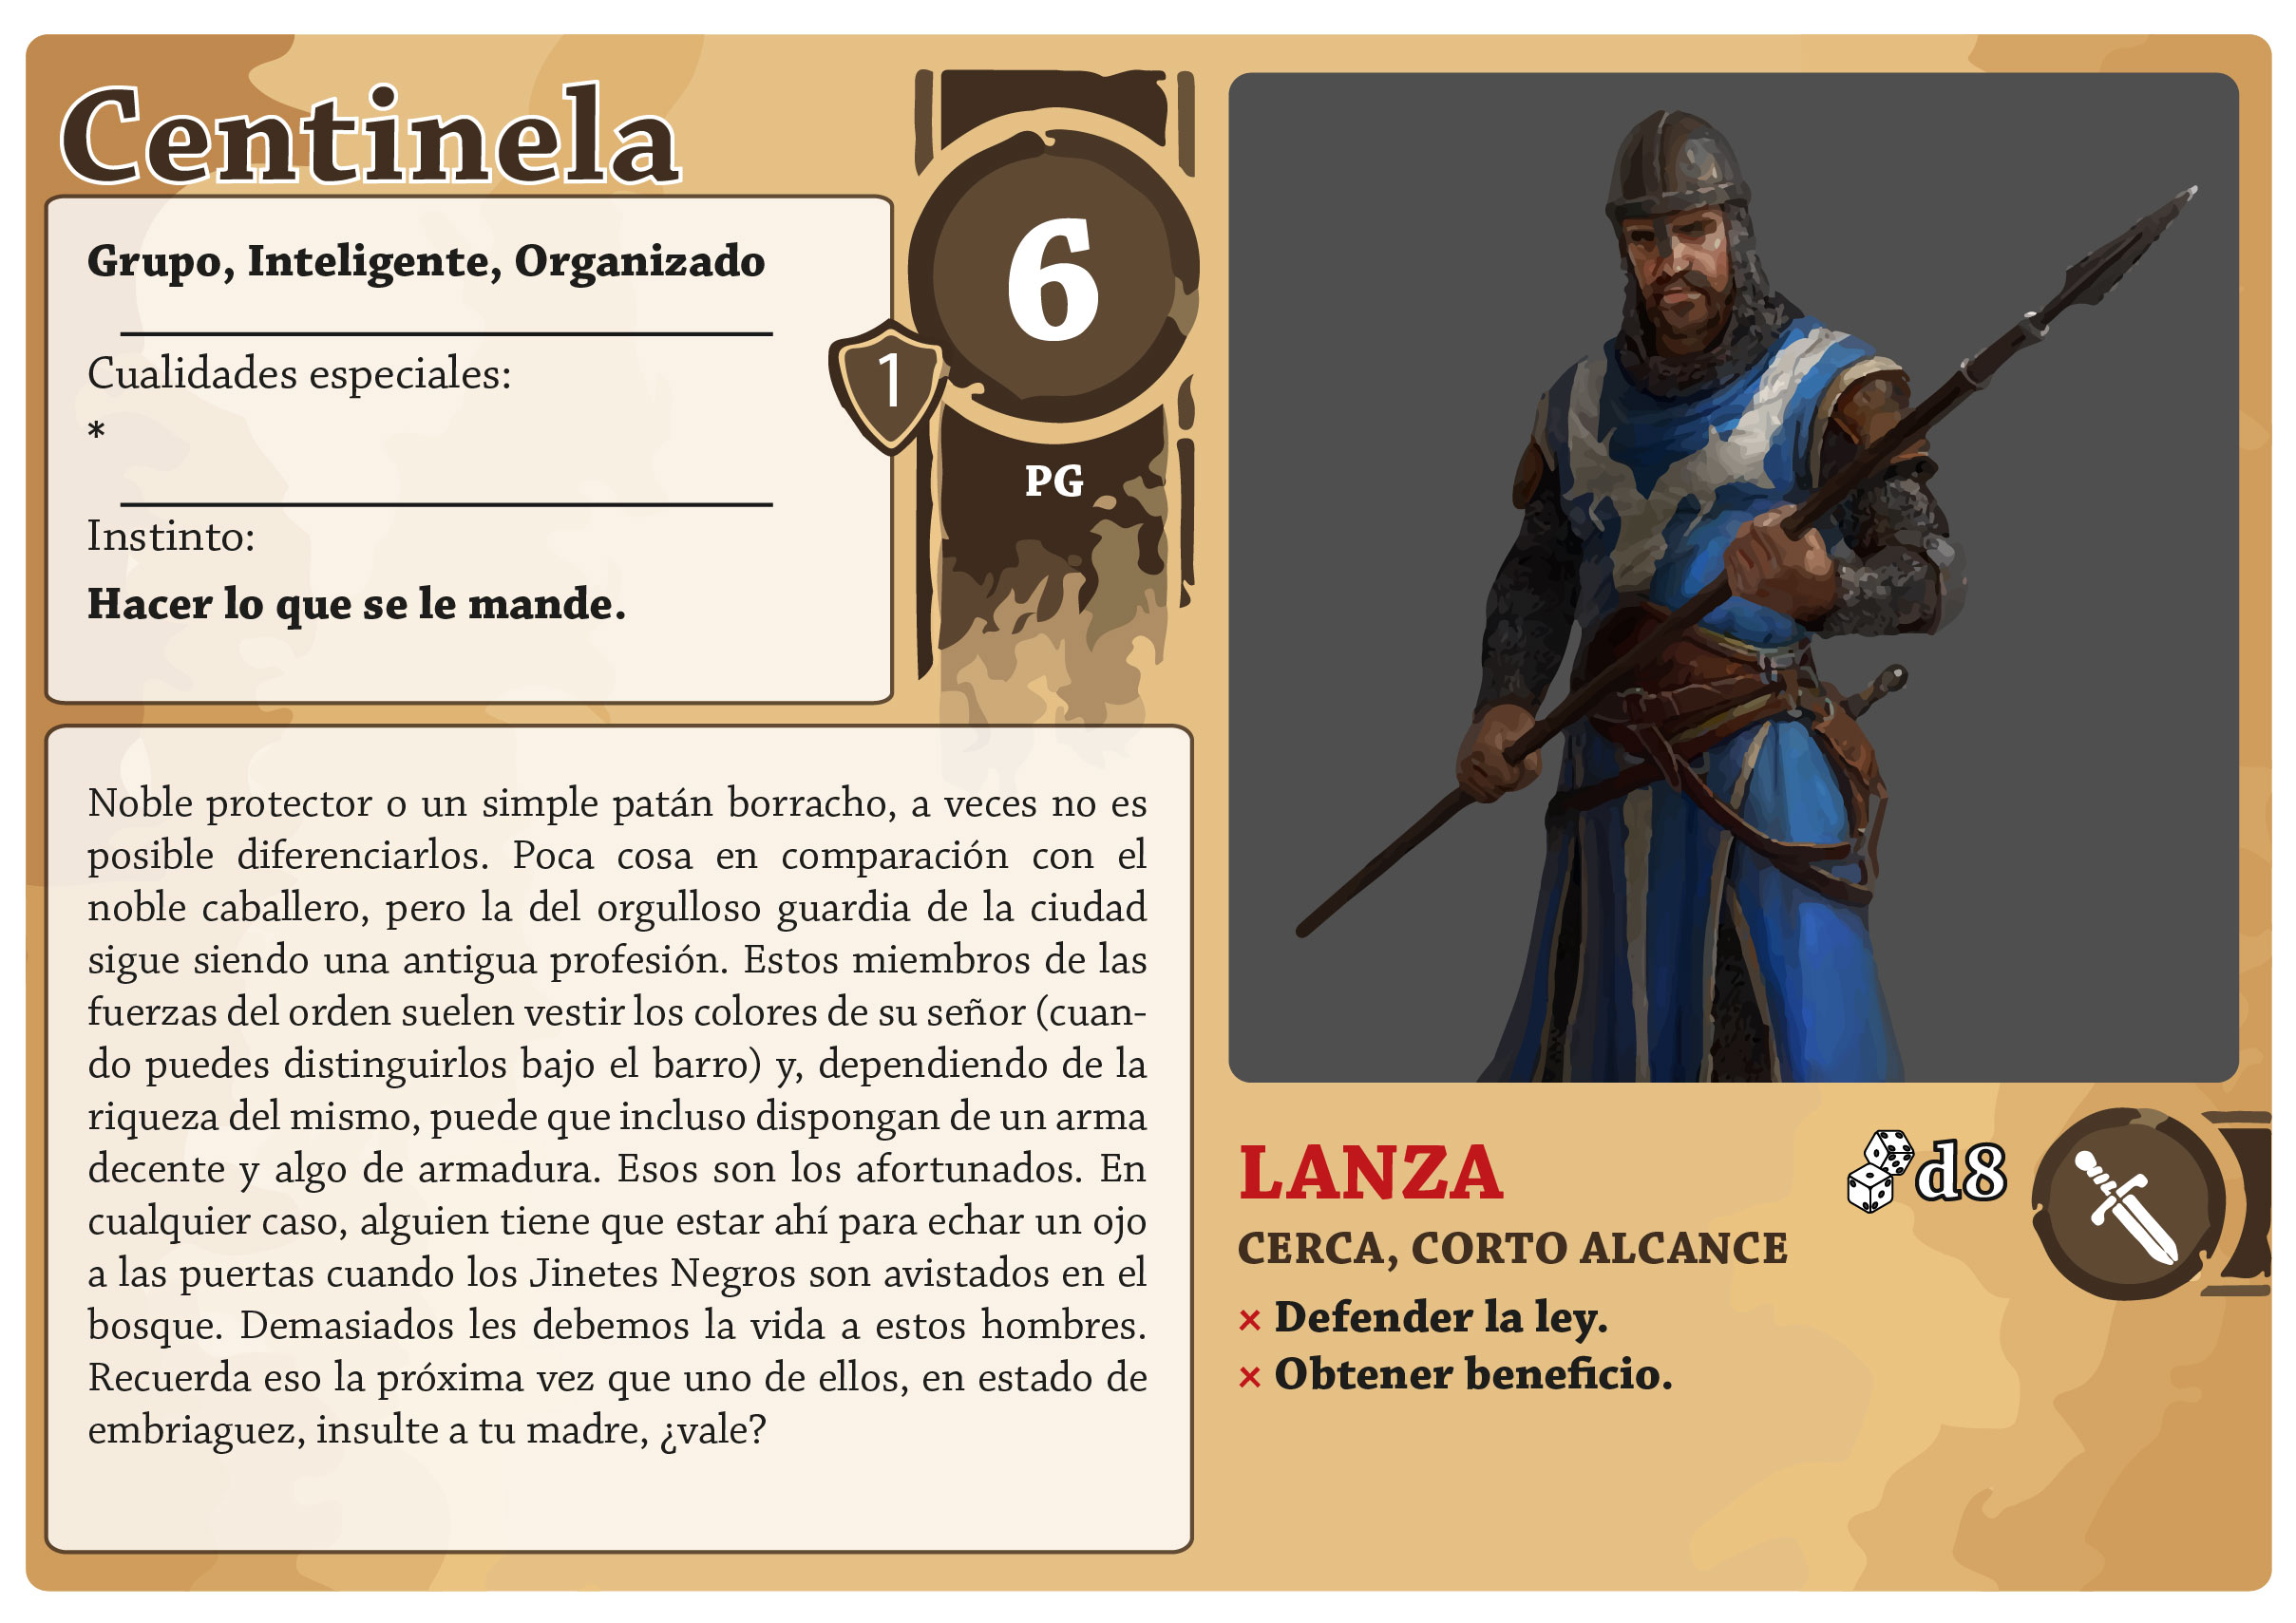 Centinela
Grupo, Inteligente, Organizado
Cualidades especiales:
*
Instinto:
Hacer lo que se le mande.
1
6
PG
Noble protector o un simple patán borracho, a veces no es
posible diferenciarlos. Poca cosa en comparación con el
noble caballero, pero la del orgulloso guardia de la ciudad
sigue siendo una antigua profesión. Estos miembros de las
fuerzas del orden suelen vestir los colores de su señor (cuan-
do puedes distinguirlos bajo el barro) y, dependiendo de la
riqueza del mismo, puede que incluso dispongan de un arma
decente y algo de armadura. Esos son los afortunados. En
cualquier caso, alguien tiene que estar ahí para echar un ojo
a las puertas cuando los Jinetes Negros son avistados en el
bosque. Demasiados les debemos la vida a estos hombres.
Recuerda eso la próxima vez que uno de ellos, en estado de
embriaguez, insulte a tu madre, ¿vale?
LANZA
d8
CERCA, CORTO ALCANCE
× Defender la ley.
× Obtener beneficio.